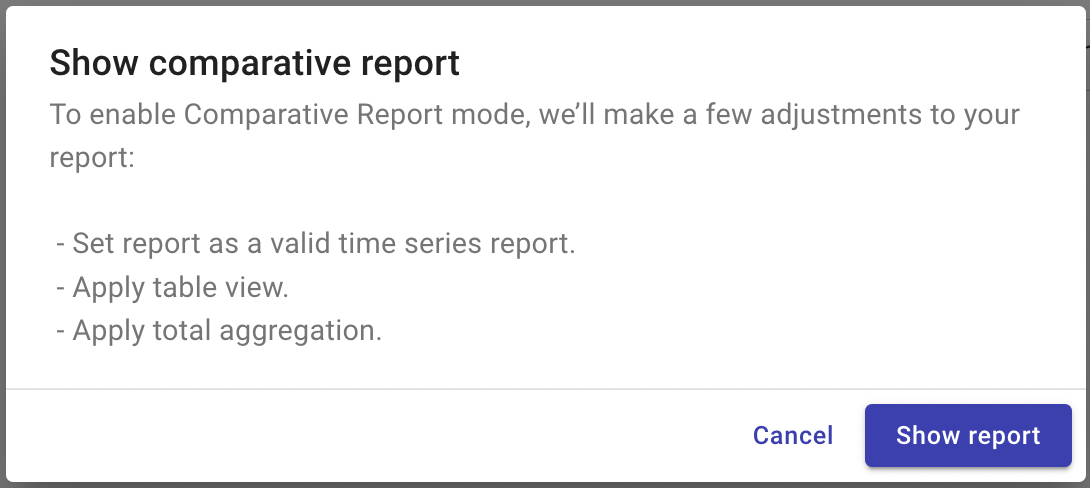 Show comparative report
To enable Comparative Report mode, we’ll make a few adjustments to your
report:
- Set report as a valid time series report.
- Apply table view.
- Apply total aggregation.
Cancel
Show report